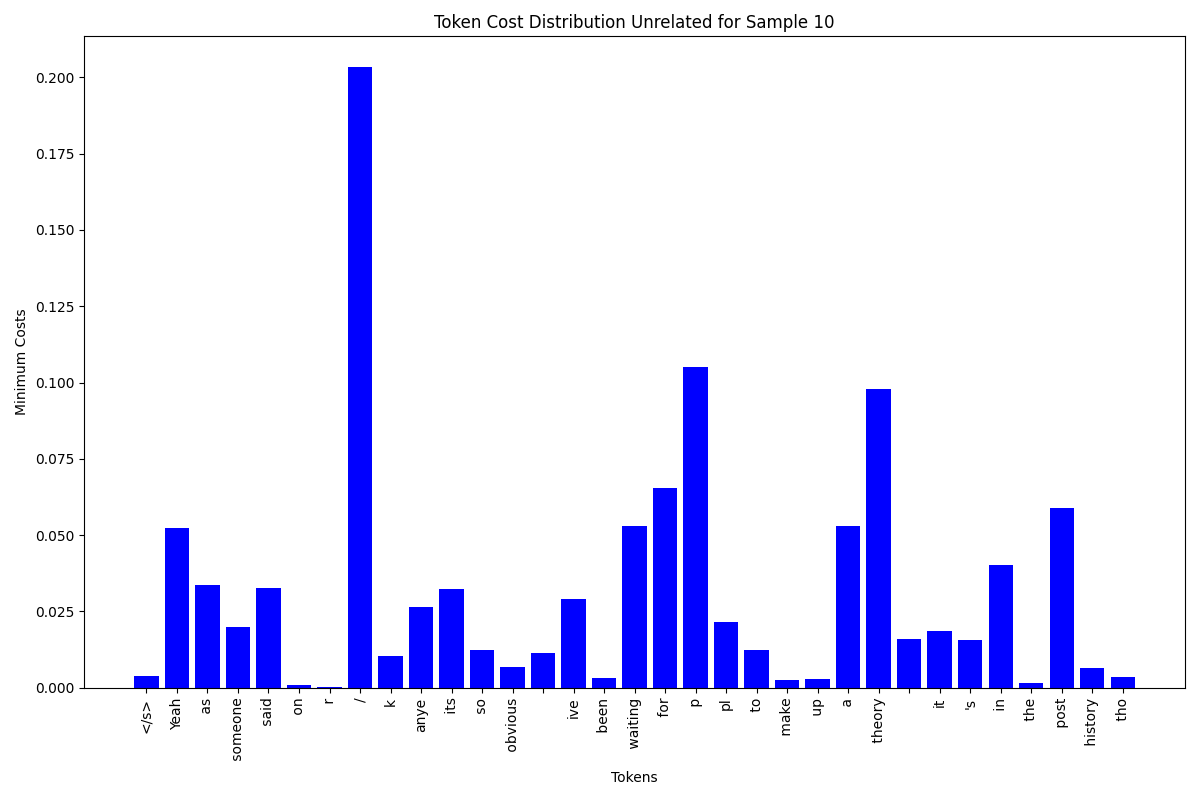 Token Cost Distribution Unrelated for Sample 10
0.200
0.175
0.150
0.125
0.100
0.075
0.050
0.025
0.000
Minimum Costs
</s>
Yeah
as
someone
said
on
r
/
k
anye
its
so
obvious
ive
been
waiting
for
p
pl
to
make
up
a
theory
it
's
in
the
post
history
tho
Tokens